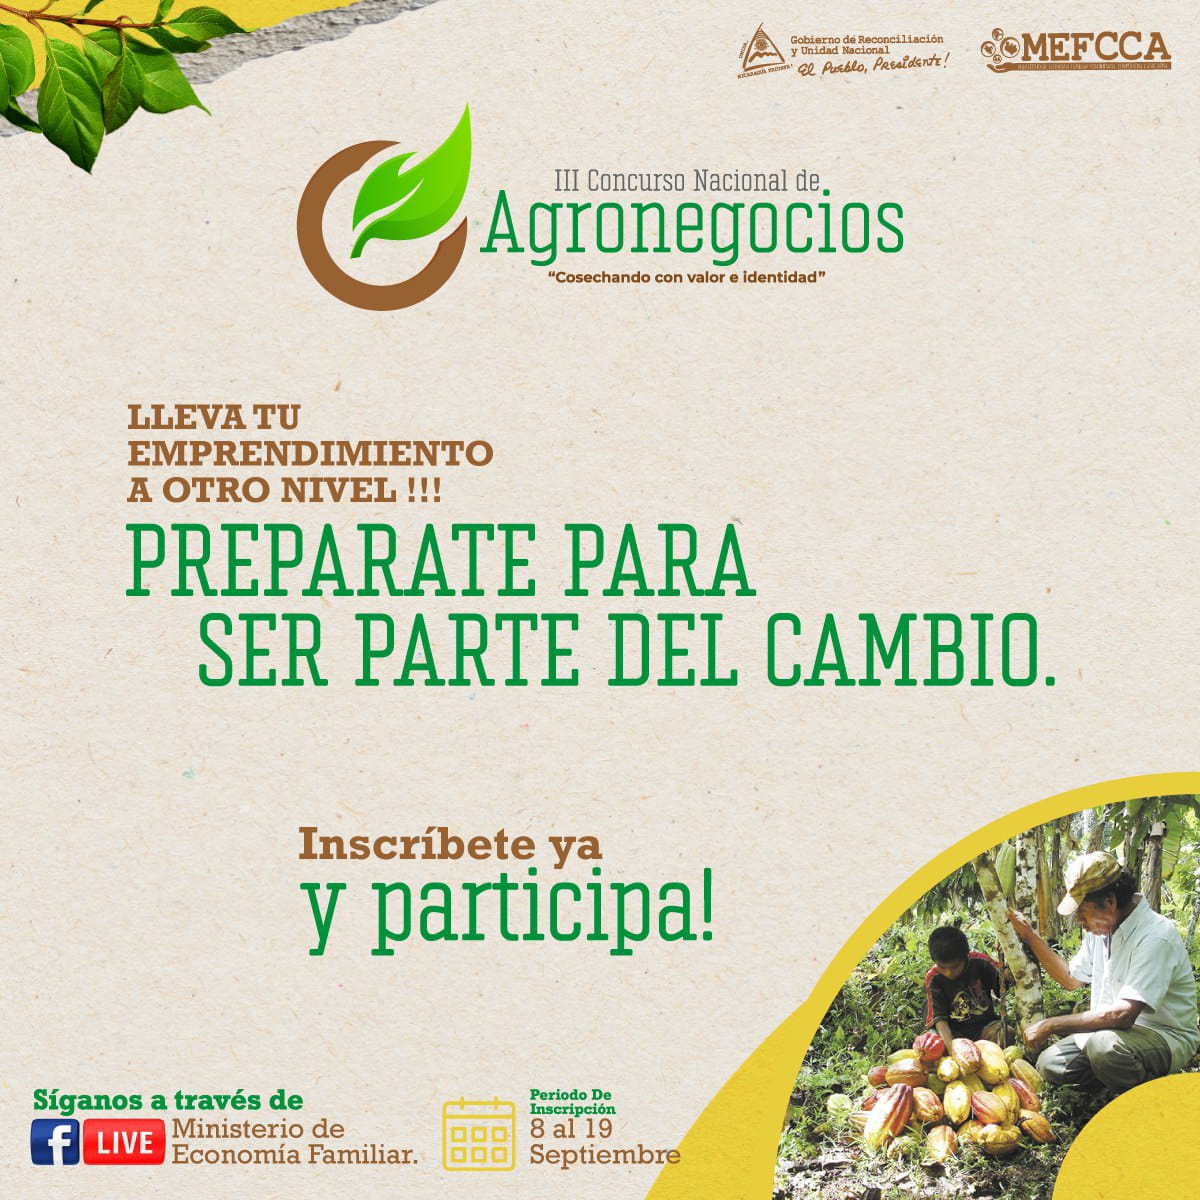 Gobierno de Reconciliación
y Unidad Nacional
El Pueblo, Presidente!
NICARAGUA TRIUNFA!
MEFCCA
III Concurso Nacional de
Agronegocios
“Cosechando con valor e identidad”
LLEVA TU
EMPRENDIMIENTO
A OTRO NIVEL !!!
PREPARATE PARA
SER PARTE DEL CAMBIO.
Inscríbete ya
y participa!
Síganos a través de
f LIVE Ministerio de
Economía Familiar.
Periodo De
Inscripción
8 al 19
Septiembre